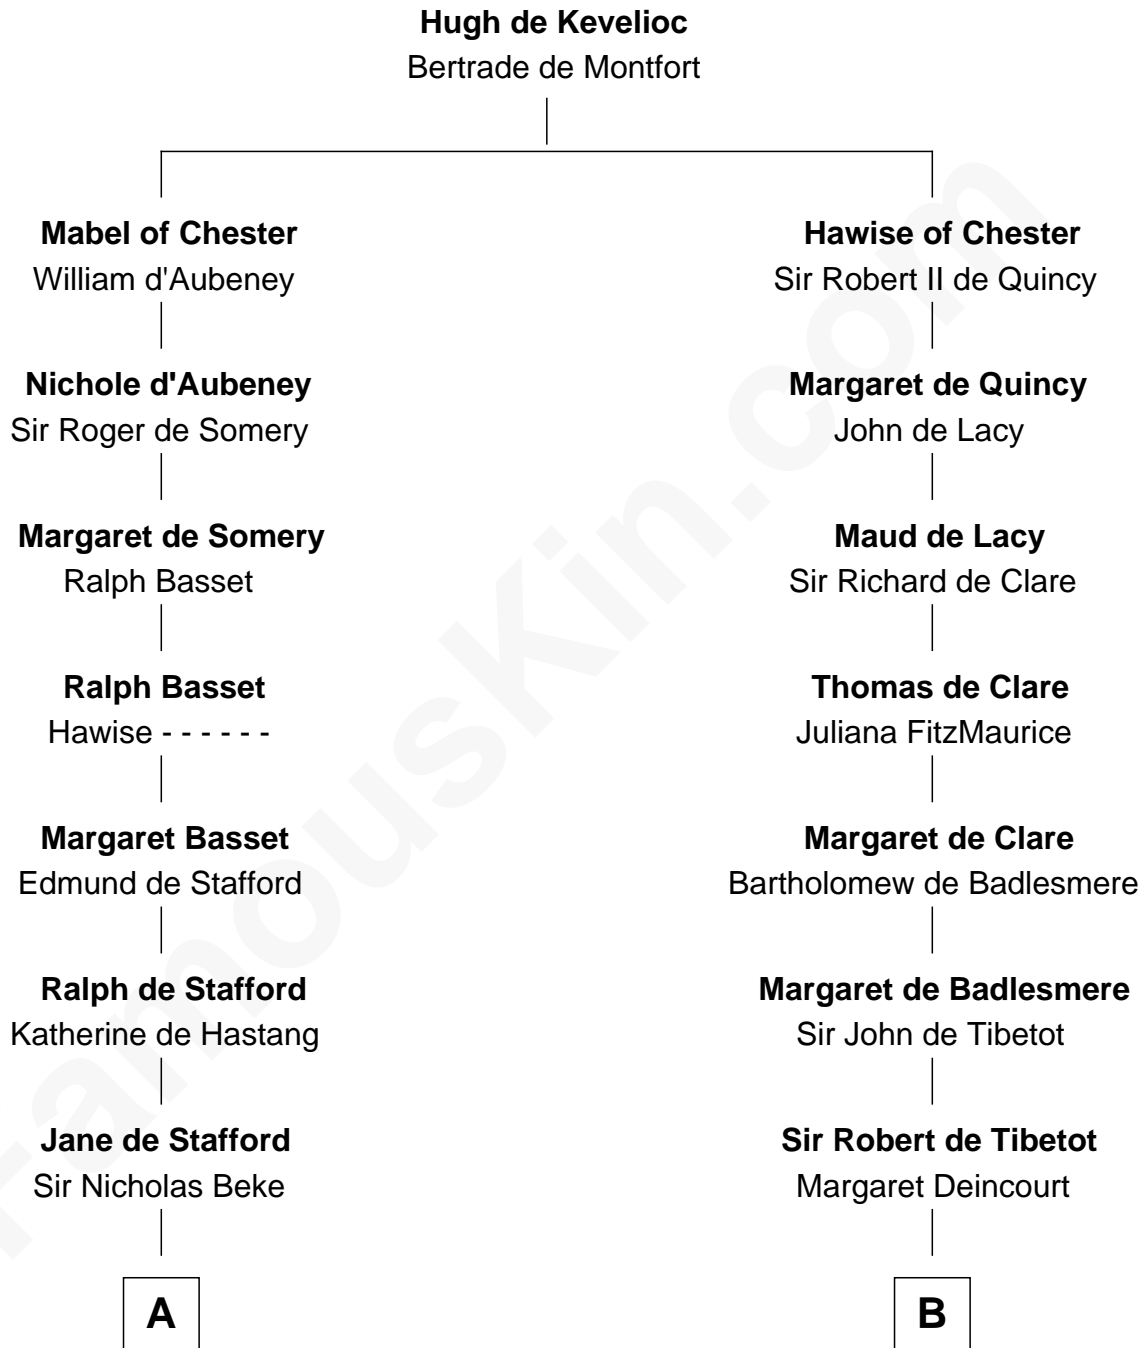 Hugh de Kevelioc
Bertrade de Montfort
Mabel of Chester
William d'Aubeney
Hawise of Chester
Sir Robert II de Quincy
Nichole d'Aubeney
Sir Roger de Somery
Margaret de Quincy
John de Lacy
Margaret de Somery
Ralph Basset
Maud de Lacy
Sir Richard de Clare
Ralph Basset
Hawise - - - - - -
Thomas de Clare
Juliana FitzMaurice
Margaret Basset
Edmund de Stafford
Margaret de Clare
Bartholomew de Badlesmere
Ralph de Stafford
Katherine de Hastang
Margaret de Badlesmere
Sir John de Tibetot
Jane de Stafford
Sir Nicholas Beke
Sir Robert de Tibetot
Margaret Deincourt
A
B
FamousKin.com